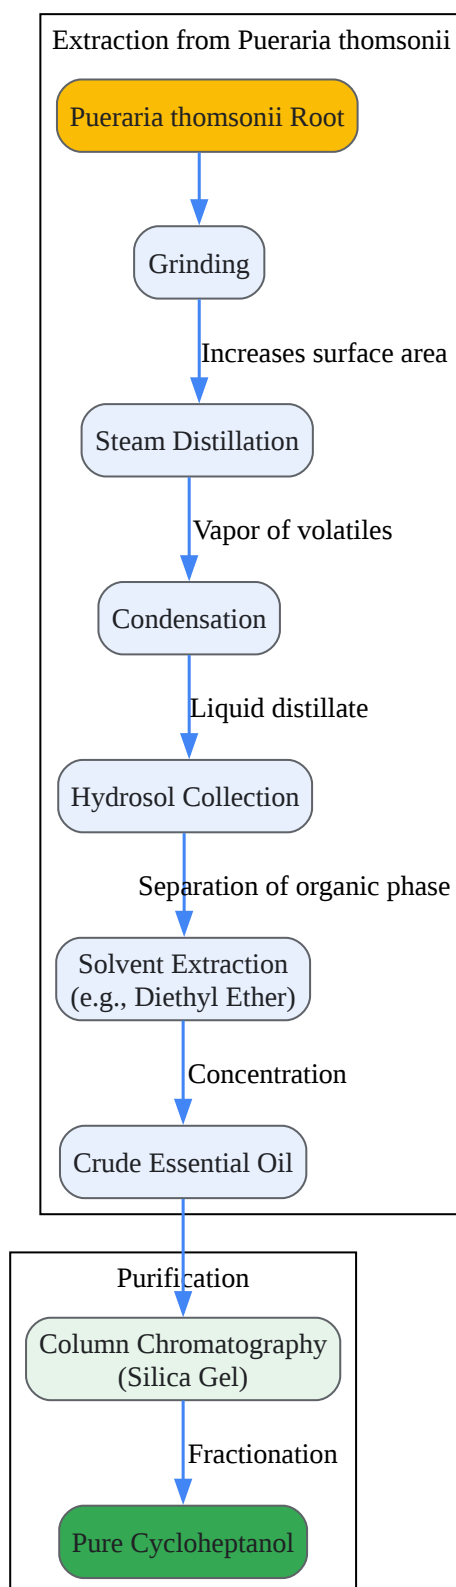 Extraction from Pueraria thomsonii
Pueraria thomsonii Root
Grinding
Increases surface area
Steam Distillation
Vapor of volatiles
Condensation
Liquid distillate
Hydrosol Collection
Separation of organic phase
Solvent Extraction
(e.g., Diethyl Ether)
Concentration
Crude Essential Oil
Purification
Column Chromatography
(Silica Gel)
Fractionation
Pure Cycloheptanol